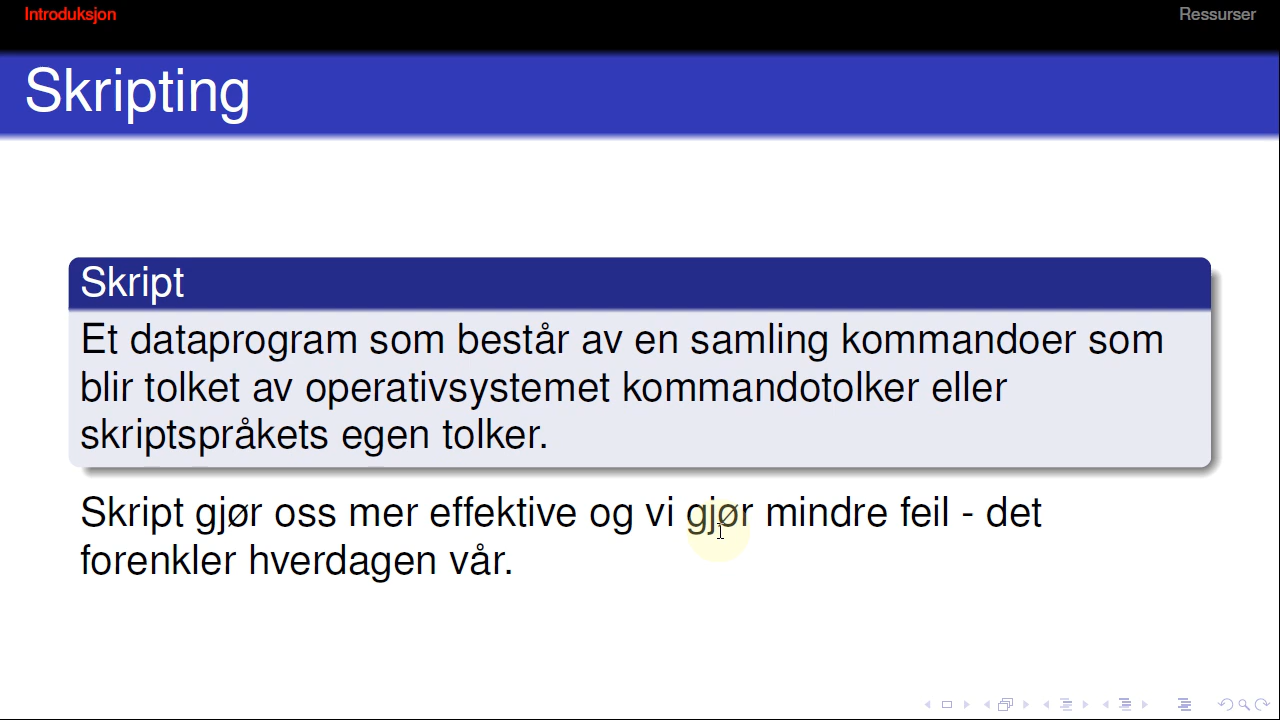 Introduksjon
Ressurser
Skripting
Skript
Et dataprogram som består av en samling kommandoer som
blir tolket av operativsystemet kommandotolker eller
skriptspråkets egen tolker.
Skript gjør oss mer effektive og vi gjør mindre feil - det
forenkler hverdagen vår.